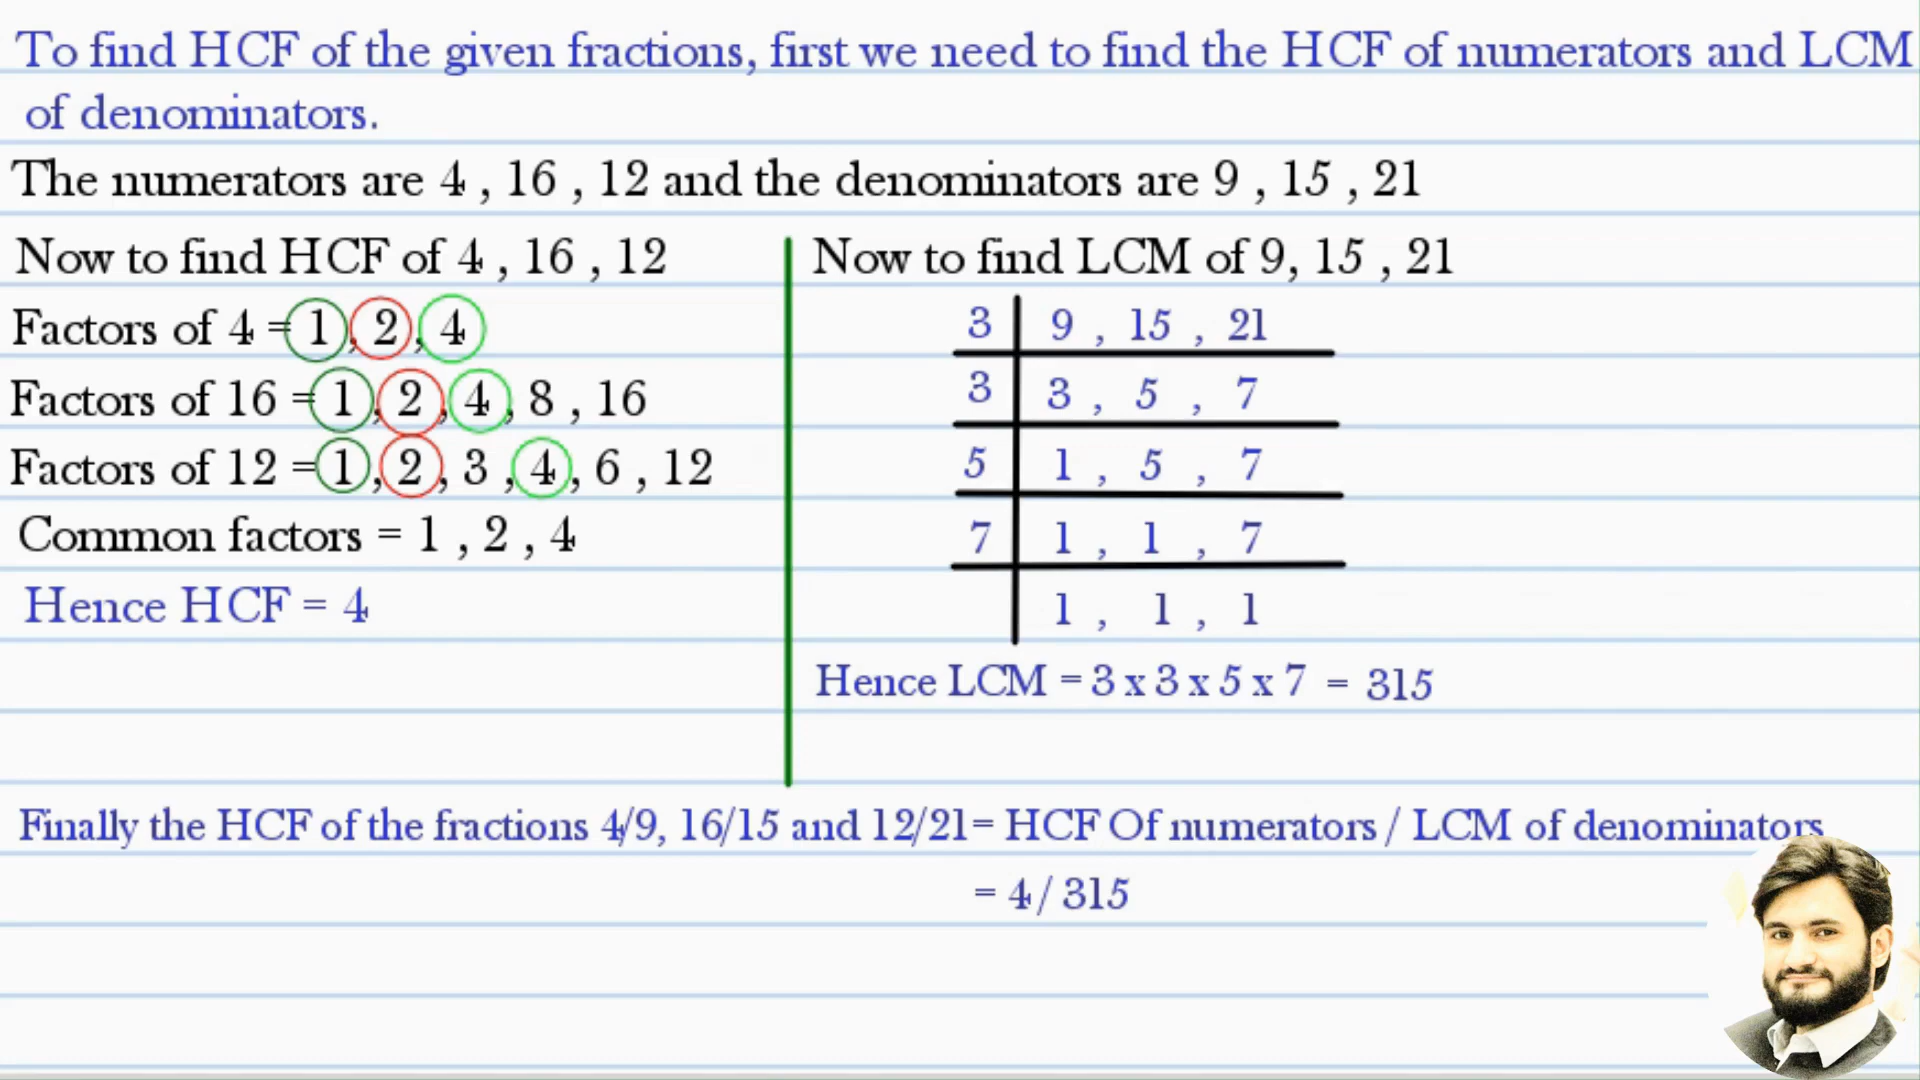 To find HCF of the given fractions, first we need to find the HCF of numerators and LCM
of denominators.
The numerators are 4 , 16 , 12 and the denominators are 9 , 15 , 21
Now to find HCF of 4 , 16 , 12
Factors of 4 = 1, 2, 4
Factors of 16 = 1, 2, 4, 8 , 16
Factors of 12 = 1, 2, 3 , 4, 6 , 12
Common factors = 1 , 2 , 4
Hence HCF = 4
Now to find LCM of 9, 15 , 21
3 9 , 15 , 21
3 3 , 5 , 7
5 1 , 5 , 7
7 1 , 1 , 7
1 , 1 , 1
Hence LCM = 3 x 3 x 5 x 7 = 315
Finally the HCF of the fractions 4/9, 16/15 and 12/21= HCF Of numerators / LCM of denominators
= 4 / 315